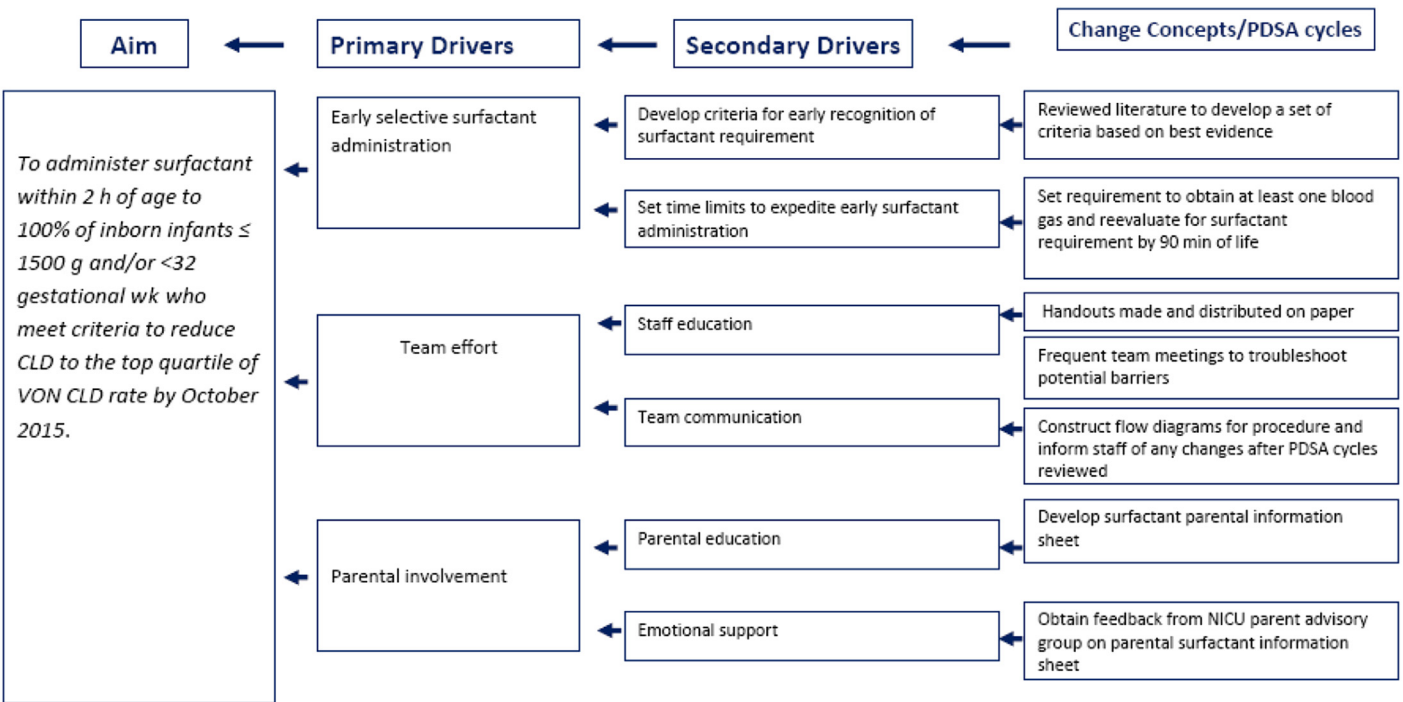 Aim
Primary Drivers
Secondary Drivers
Change Concepts/PDSA cycles
To administer surfactant
within 2 h of age to
100% of inborn infants ≤
1500 g and/or <32
gestational wk who
meet criteria to reduce
CLD to the top quartile of
VON CLD rate by October
2015.
Early selective surfactant
administration
Team effort
Parental involvement
Develop criteria for early recognition of
surfactant requirement
Set time limits to expedite early surfactant
administration
Staff education
Team communication
Parental education
Emotional support
Reviewed literature to develop a set of
criteria based on best evidence
Set requirement to obtain at least one blood
gas and reevaluate for surfactant
requirement by 90 min of life
Handouts made and distributed on paper
Frequent team meetings to troubleshoot
potential barriers
Construct flow diagrams for procedure and
inform staff of any changes after PDSA cycles
reviewed
Develop surfactant parental information
sheet
Obtain feedback from NICU parent advisory
group on parental surfactant information
sheet